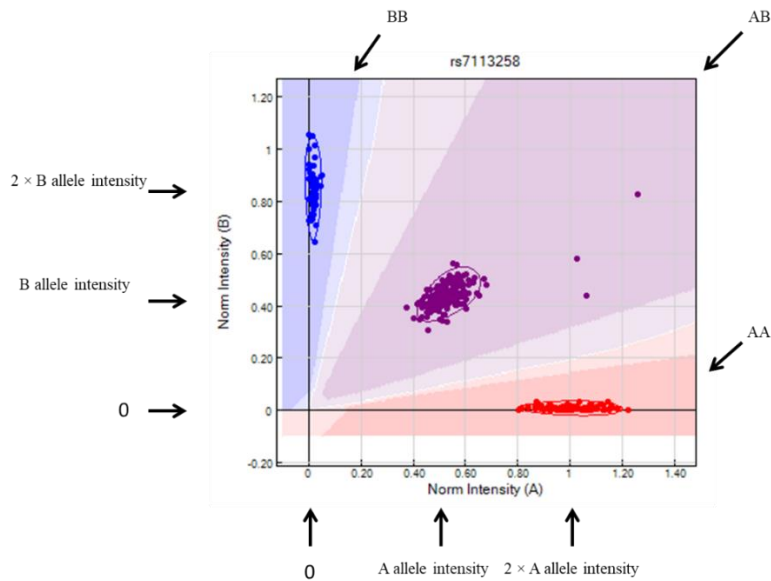 BB
AB
rs7113258
1.20
1
0.80
0.60
0.40
0.20
0
-0.20
Norm Intensity (B)
2 × B allele intensity
B allele intensity
0
AA
0
0.20
0.40
0.60
0.80
1
1.20
1.40
Norm Intensity (A)
0
A allele intensity
2 × A allele intensity